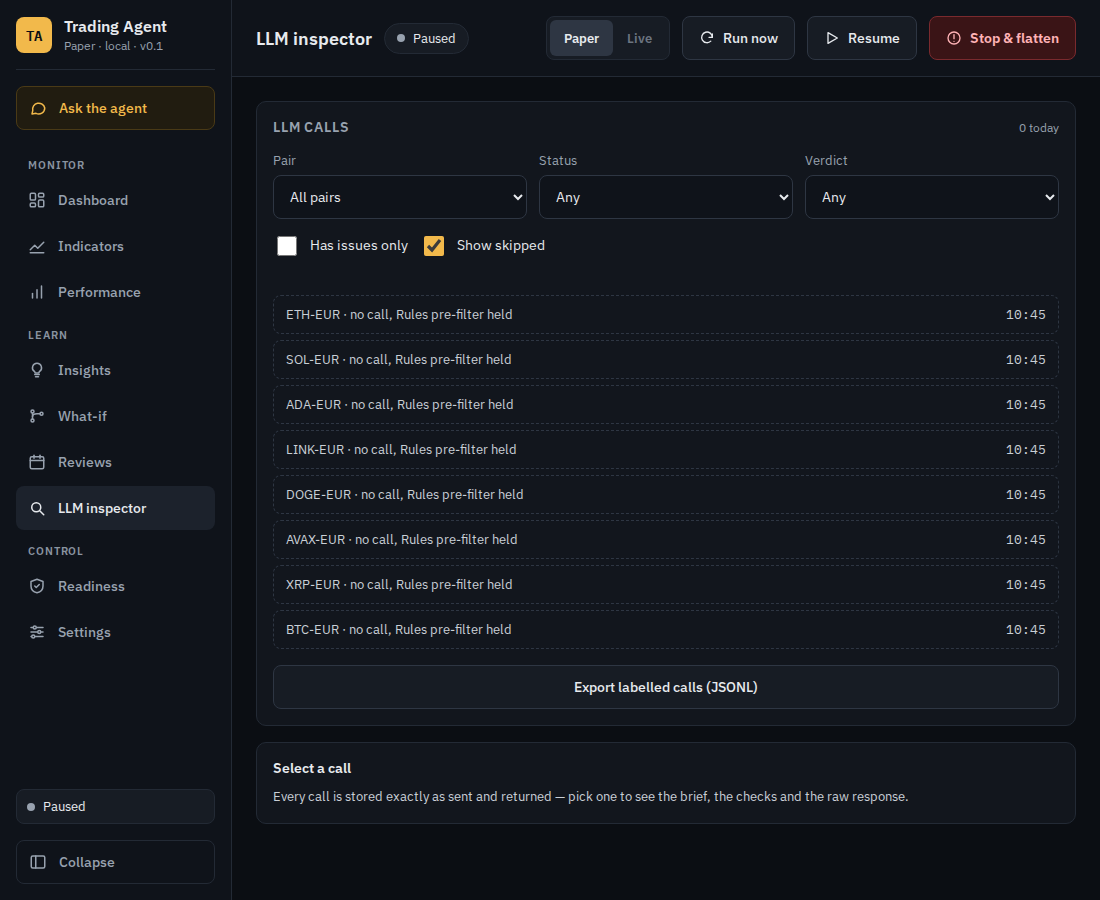 TA
Trading Agent
Paper · local · v0.1
Ask the agent
MONITOR
Dashboard
Indicators
Performance
LEARN
Insights
What-if
Reviews
LLM inspector
CONTROL
Readiness
Settings
Paused
Collapse
LLM inspector
Paused
Paper
Live
Run now
Resume
Stop & flatten
LLM CALLS
0 today
Pair
Status
Verdict
All pairs
Any
Any
Has issues only
Show skipped
ETH-EUR · no call, Rules pre-filter held 10:45
SOL-EUR · no call, Rules pre-filter held 10:45
ADA-EUR · no call, Rules pre-filter held 10:45
LINK-EUR · no call, Rules pre-filter held 10:45
DOGE-EUR · no call, Rules pre-filter held 10:45
AVAX-EUR · no call, Rules pre-filter held 10:45
XRP-EUR · no call, Rules pre-filter held 10:45
BTC-EUR · no call, Rules pre-filter held 10:45
Export labelled calls (JSONL)
Select a call
Every call is stored exactly as sent and returned — pick one to see the brief, the checks and the raw response.